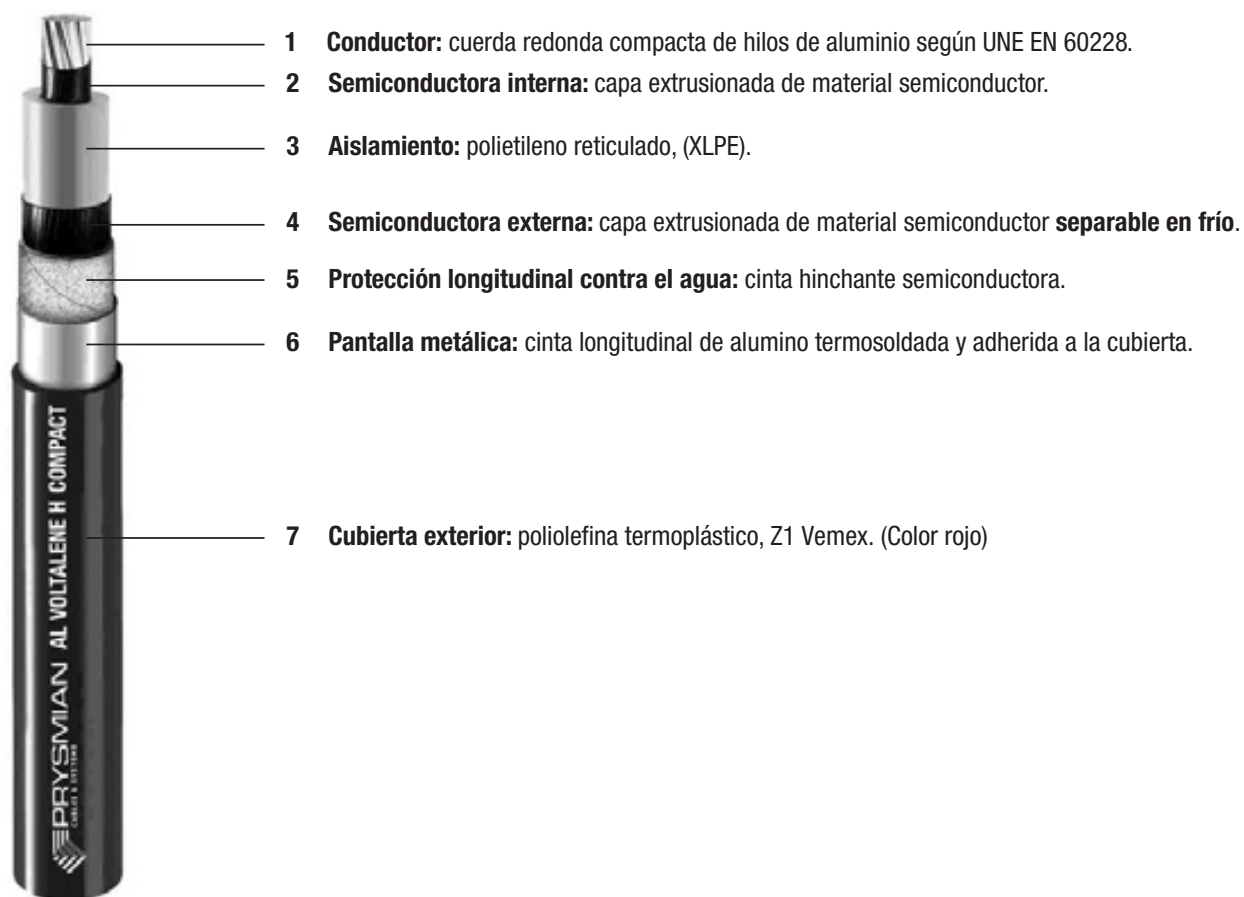 1 Conductor: cuerda redonda compacta de hilos de aluminio según UNE EN 60228.
2 Semiconductora interna: capa extrusionada de material semiconductor.
3 Aislamiento: polietileno reticulado, (XLPE).
4 Semiconductora externa: capa extrusionada de material semiconductor separable en frío.
5 Protección longitudinal contra el agua: cinta hinchante semiconductora.
6 Pantalla metálica: cinta longitudinal de alumino termosoldada y adherida a la cubierta.
7 Cubierta exterior: poliolefina termoplástico, Z1 Vemex. (Color rojo)
PRYSMIAN AL VOLTALENE H COMPACT
CABLES & SYSTEMS